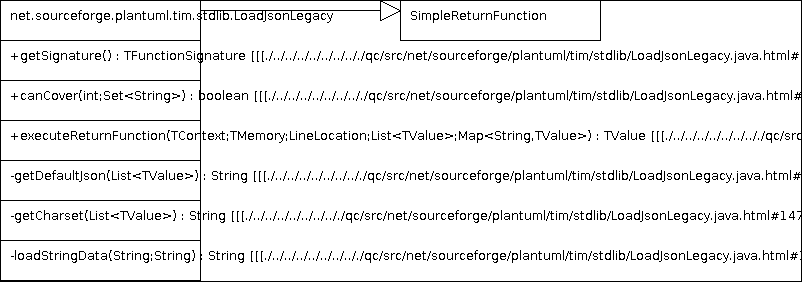 net.sourceforge.plantuml.tim.stdlib.LoadJsonLegacy
SimpleReturnFunction
+getSignature() : TFunctionSignature [[[./../../../../../../../qc/src/net/sourceforge/plantuml/tim/stdlib/LoadJsonLegacy.java.html#
+canCover(int;Set<String>) : boolean [[[./../../../../../../../qc/src/net/sourceforge/plantuml/tim/stdlib/LoadJsonLegacy.java.html#
+executeReturnFunction(TContext;TMemory;LineLocation;List<TValue>;Map<String,TValue>) : TValue [[[./../../../../../../../qc/src
-getDefaultJson(List<TValue>) : String [[[./../../../../../../../qc/src/net/sourceforge/plantuml/tim/stdlib/LoadJsonLegacy.java.html#
-getCharset(List<TValue>) : String [[[./../../../../../../../qc/src/net/sourceforge/plantuml/tim/stdlib/LoadJsonLegacy.java.html#147
-loadStringData(String;String) : String [[[./../../../../../../../qc/src/net/sourceforge/plantuml/tim/stdlib/LoadJsonLegacy.java.html#1